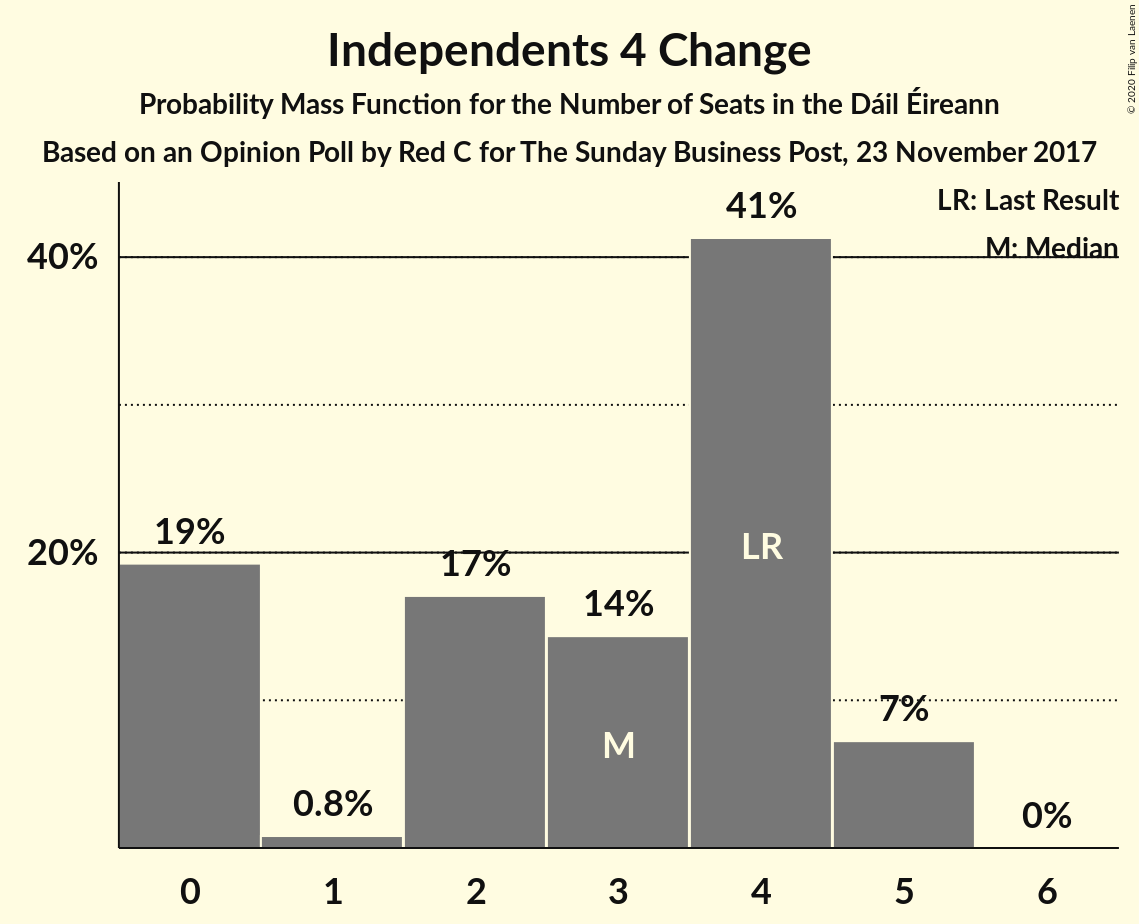 Independents 4 Change
Probability Mass Function for the Number of Seats in the Dáil Éireann
Based on an Opinion Poll by Red C for The Sunday Business Post, 23 November 2017
© 2020 Filip van Laenen
LR: Last Result
M: Median
40%
20%
19%
0.8%
17%
14%
M
41%
LR
7%
0%
0 1 2 3 4 5 6